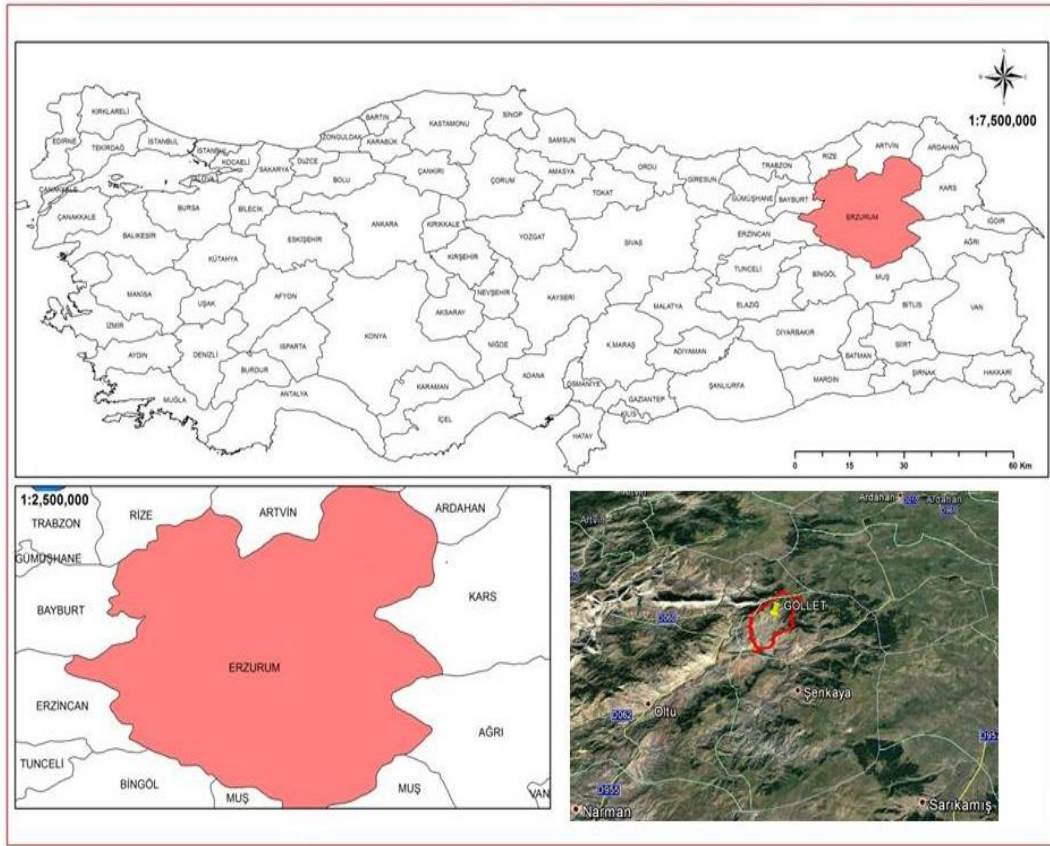 N
1:7,500,000
KIRKLARELİ
EDİRNE
TEKİRDAĞ
İSTANBUL
İSTANBUL
KOCAELİ
YALOVA
SAKARYA
DÜZCE
ZONGULDAK
BARTIN
KARABÜK
KASTAMONU
SİNOP
SAMSUN
ORDU
GİRESUN
TRABZON
RİZE
ARTVİN
ARDAHAN
KARS
IĞDIR
AĞRI
ERZURUM
BAYBURT
GÜMÜŞHANE
ERZİNCAN
TUNCELİ
BİNGÖL
MUŞ
BİTLİS
VAN
ÇANAKKALE
ÇANAKKALE
BALIKESİR
BURSA
BİLECİK
BOLU
ÇANKIRI
ÇORUM
AMASYA
TOKAT
SİVAS
YOZGAT
KIRIKKALE
ANKARA
ESKİŞEHİR
KÜTAHYA
KIRŞEHİR
NEVŞEHİR
KAYSERİ
MALATYA
ELAZIĞ
DİYARBAKIR
BATMAN
SİİRT
ŞIRNAK
HAKKARİ
MARDİN
MANİSA
UŞAK
AFYON
AKSARAY
KONYA
NİĞDE
K.MARAŞ
ADIYAMAN
ŞANLIURFA
İZMİR
AYDIN
DENİZLİ
ISPARTA
BURDUR
MUĞLA
ANTALYA
KARAMAN
İÇEL
ADANA
OSMANİYE
GAZİANTEP
KİLİS
HATAY
0 15 30 60 Km
1:2,500,000
TRABZON
RİZE
ARTVİN
ARDAHAN
GÜMÜŞHANE
BAYBURT
KARS
ERZURUM
ERZİNCAN
AĞRI
TUNCELİ
BİNGÖL
MUŞ
MUŞ
VAN
Artvin
Ardahan
Ardahan
Artvin
GÖLLET
Şenkaya
Oltu
D062
D955
Narman
Sarıkamış